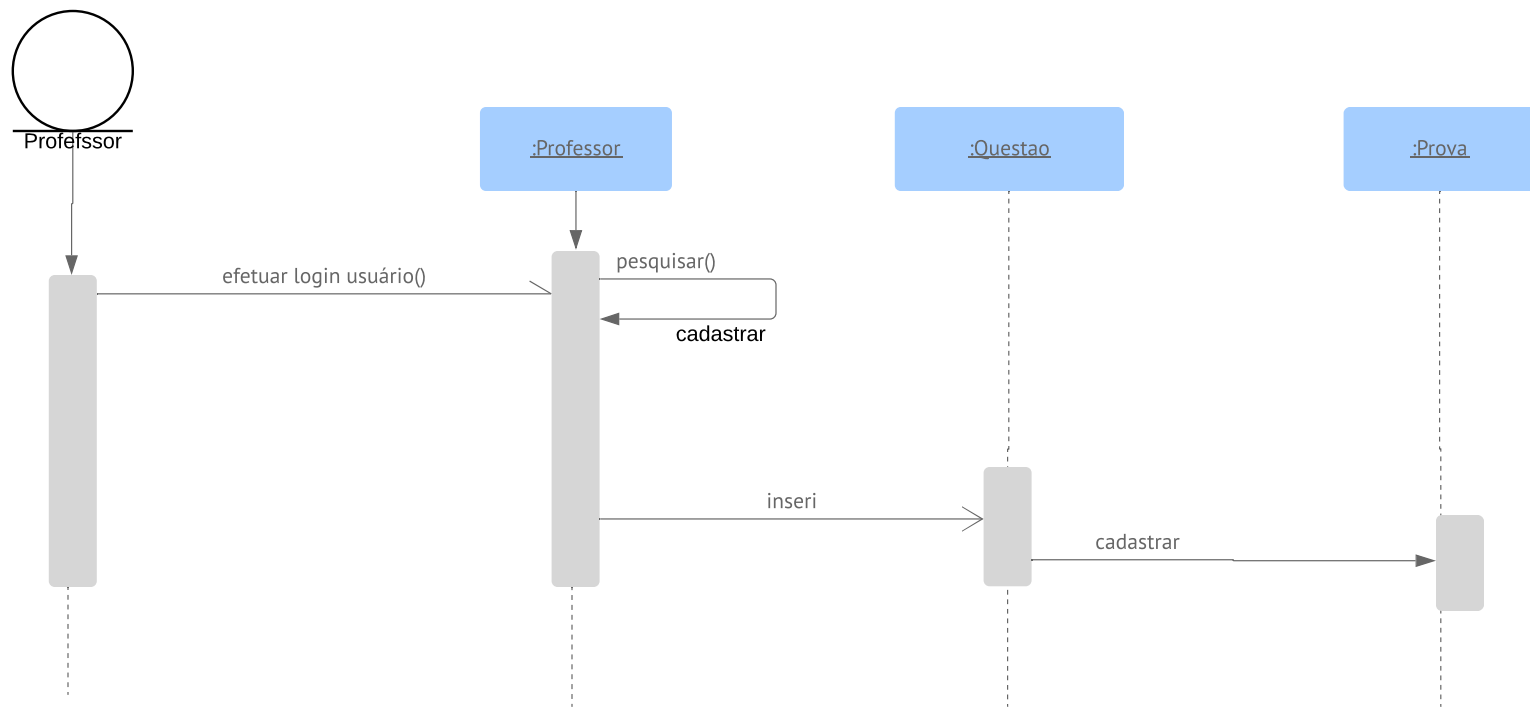 Profefssor
:Professor
:Questao
:Prova
efetuar login usuário()
pesquisar()
cadastrar
inseri
cadastrar